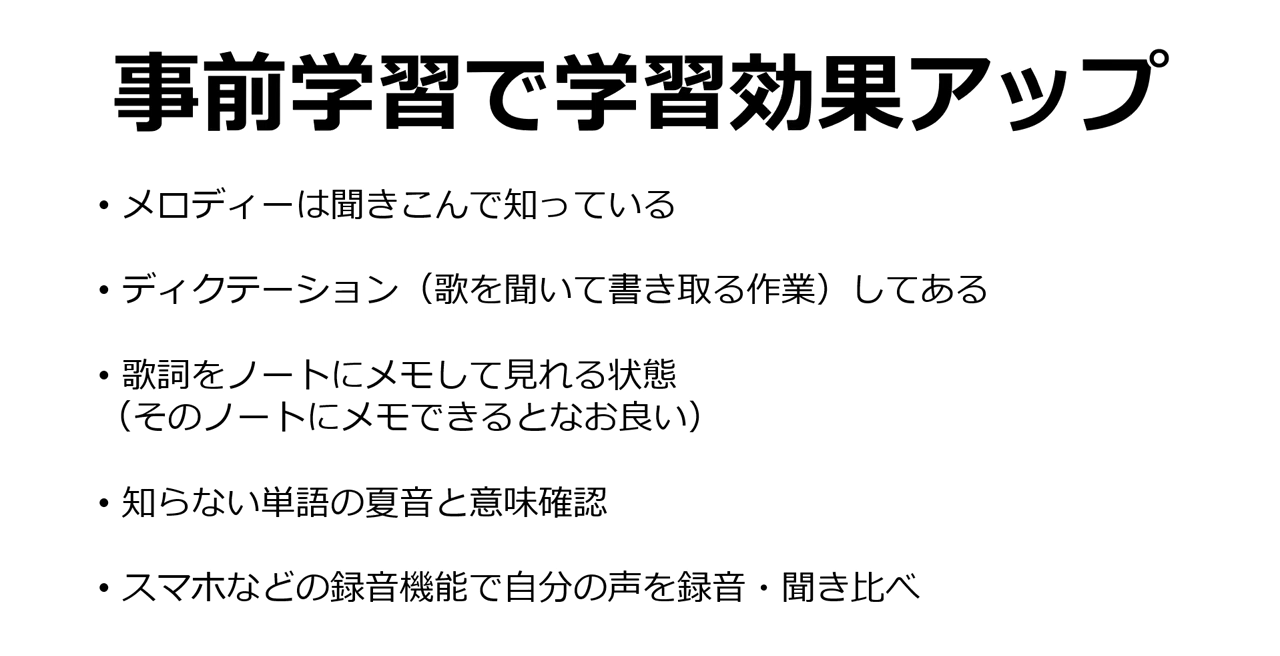 事前学習で学習効果アップ
・メロディーは聞きこんで知っている
・ディクテーション（歌を聞いて書き取る作業）してある
・歌詞をノートにメモして見れる状態
（そのノートにメモできるとなお良い）
・知らない単語の夏音と意味確認
・スマホなどの録音機能で自分の声を録音・聞き比べ